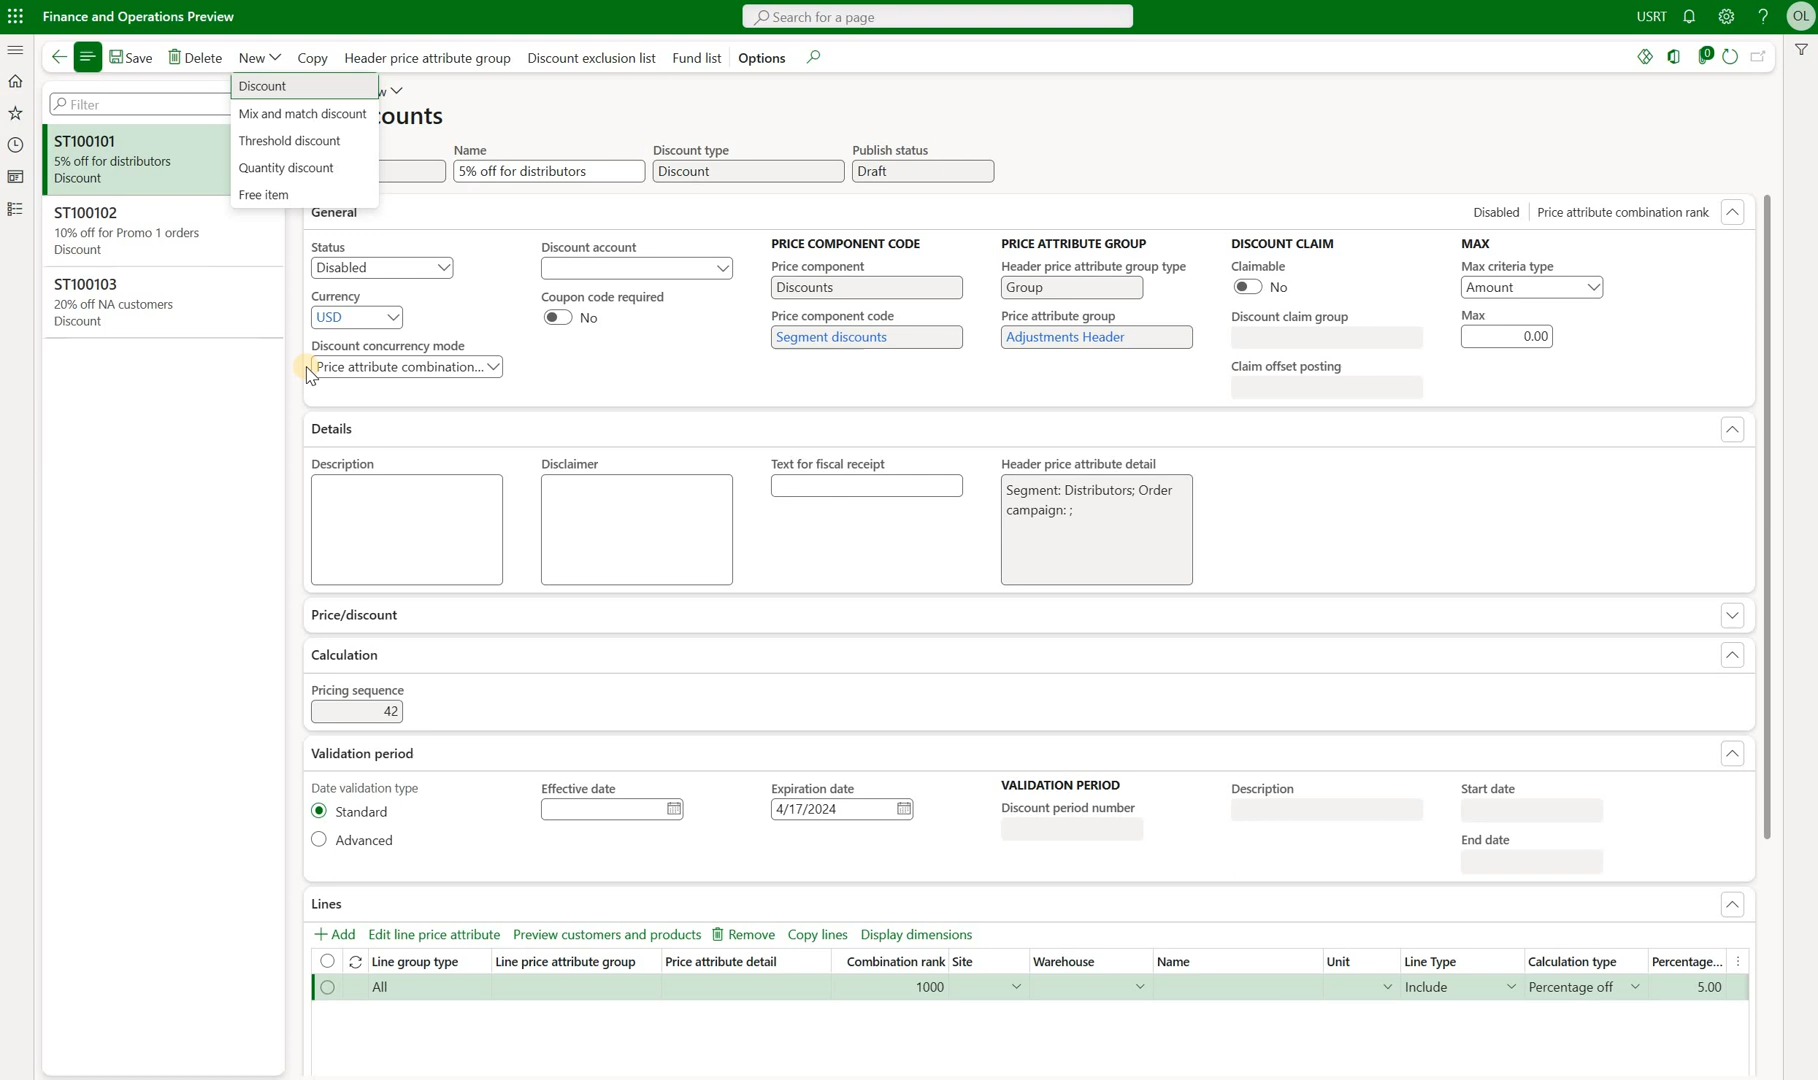 Finance and Operations Preview
Search for a page
USRT
OL
Save
Delete
New
Copy
Header price attribute group
Discount exclusion list
Fund list
Options
0
Discount
Mix and match discount
Threshold discount
Quantity discount
Free item
Filter
ST100101
5% off for distributors
Discount
ST100102
10% off for Promo 1 orders
Discount
ST100103
20% off NA customers
Discount
w
counts
Name
5% off for distributors
Discount type
Discount
Publish status
Draft
General
Disabled
Price attribute combination rank
Status
Disabled
Currency
USD
Discount concurrency mode
Price attribute combination...
Discount account
Coupon code required
No
PRICE COMPONENT CODE
Price component
Discounts
Price component code
Segment discounts
PRICE ATTRIBUTE GROUP
Header price attribute group type
Group
Price attribute group
Adjustments Header
DISCOUNT CLAIM
Claimable
No
Discount claim group
Claim offset posting
MAX
Max criteria type
Amount
Max
0.00
Details
Description
Disclaimer
Text for fiscal receipt
Header price attribute detail
Segment: Distributors; Order
campaign: ;
Price/discount
Calculation
Pricing sequence
42
Validation period
Date validation type
Standard
Advanced
Effective date
Expiration date
4/17/2024
VALIDATION PERIOD
Discount period number
Description
Start date
End date
Lines
Add
Edit line price attribute
Preview customers and products
Remove
Copy lines
Display dimensions
Line group type
Line price attribute group
Price attribute detail
Combination rank
Site
Warehouse
Name
Unit
Line Type
Calculation type
Percentage...
All
1000
Include
Percentage off
5.00